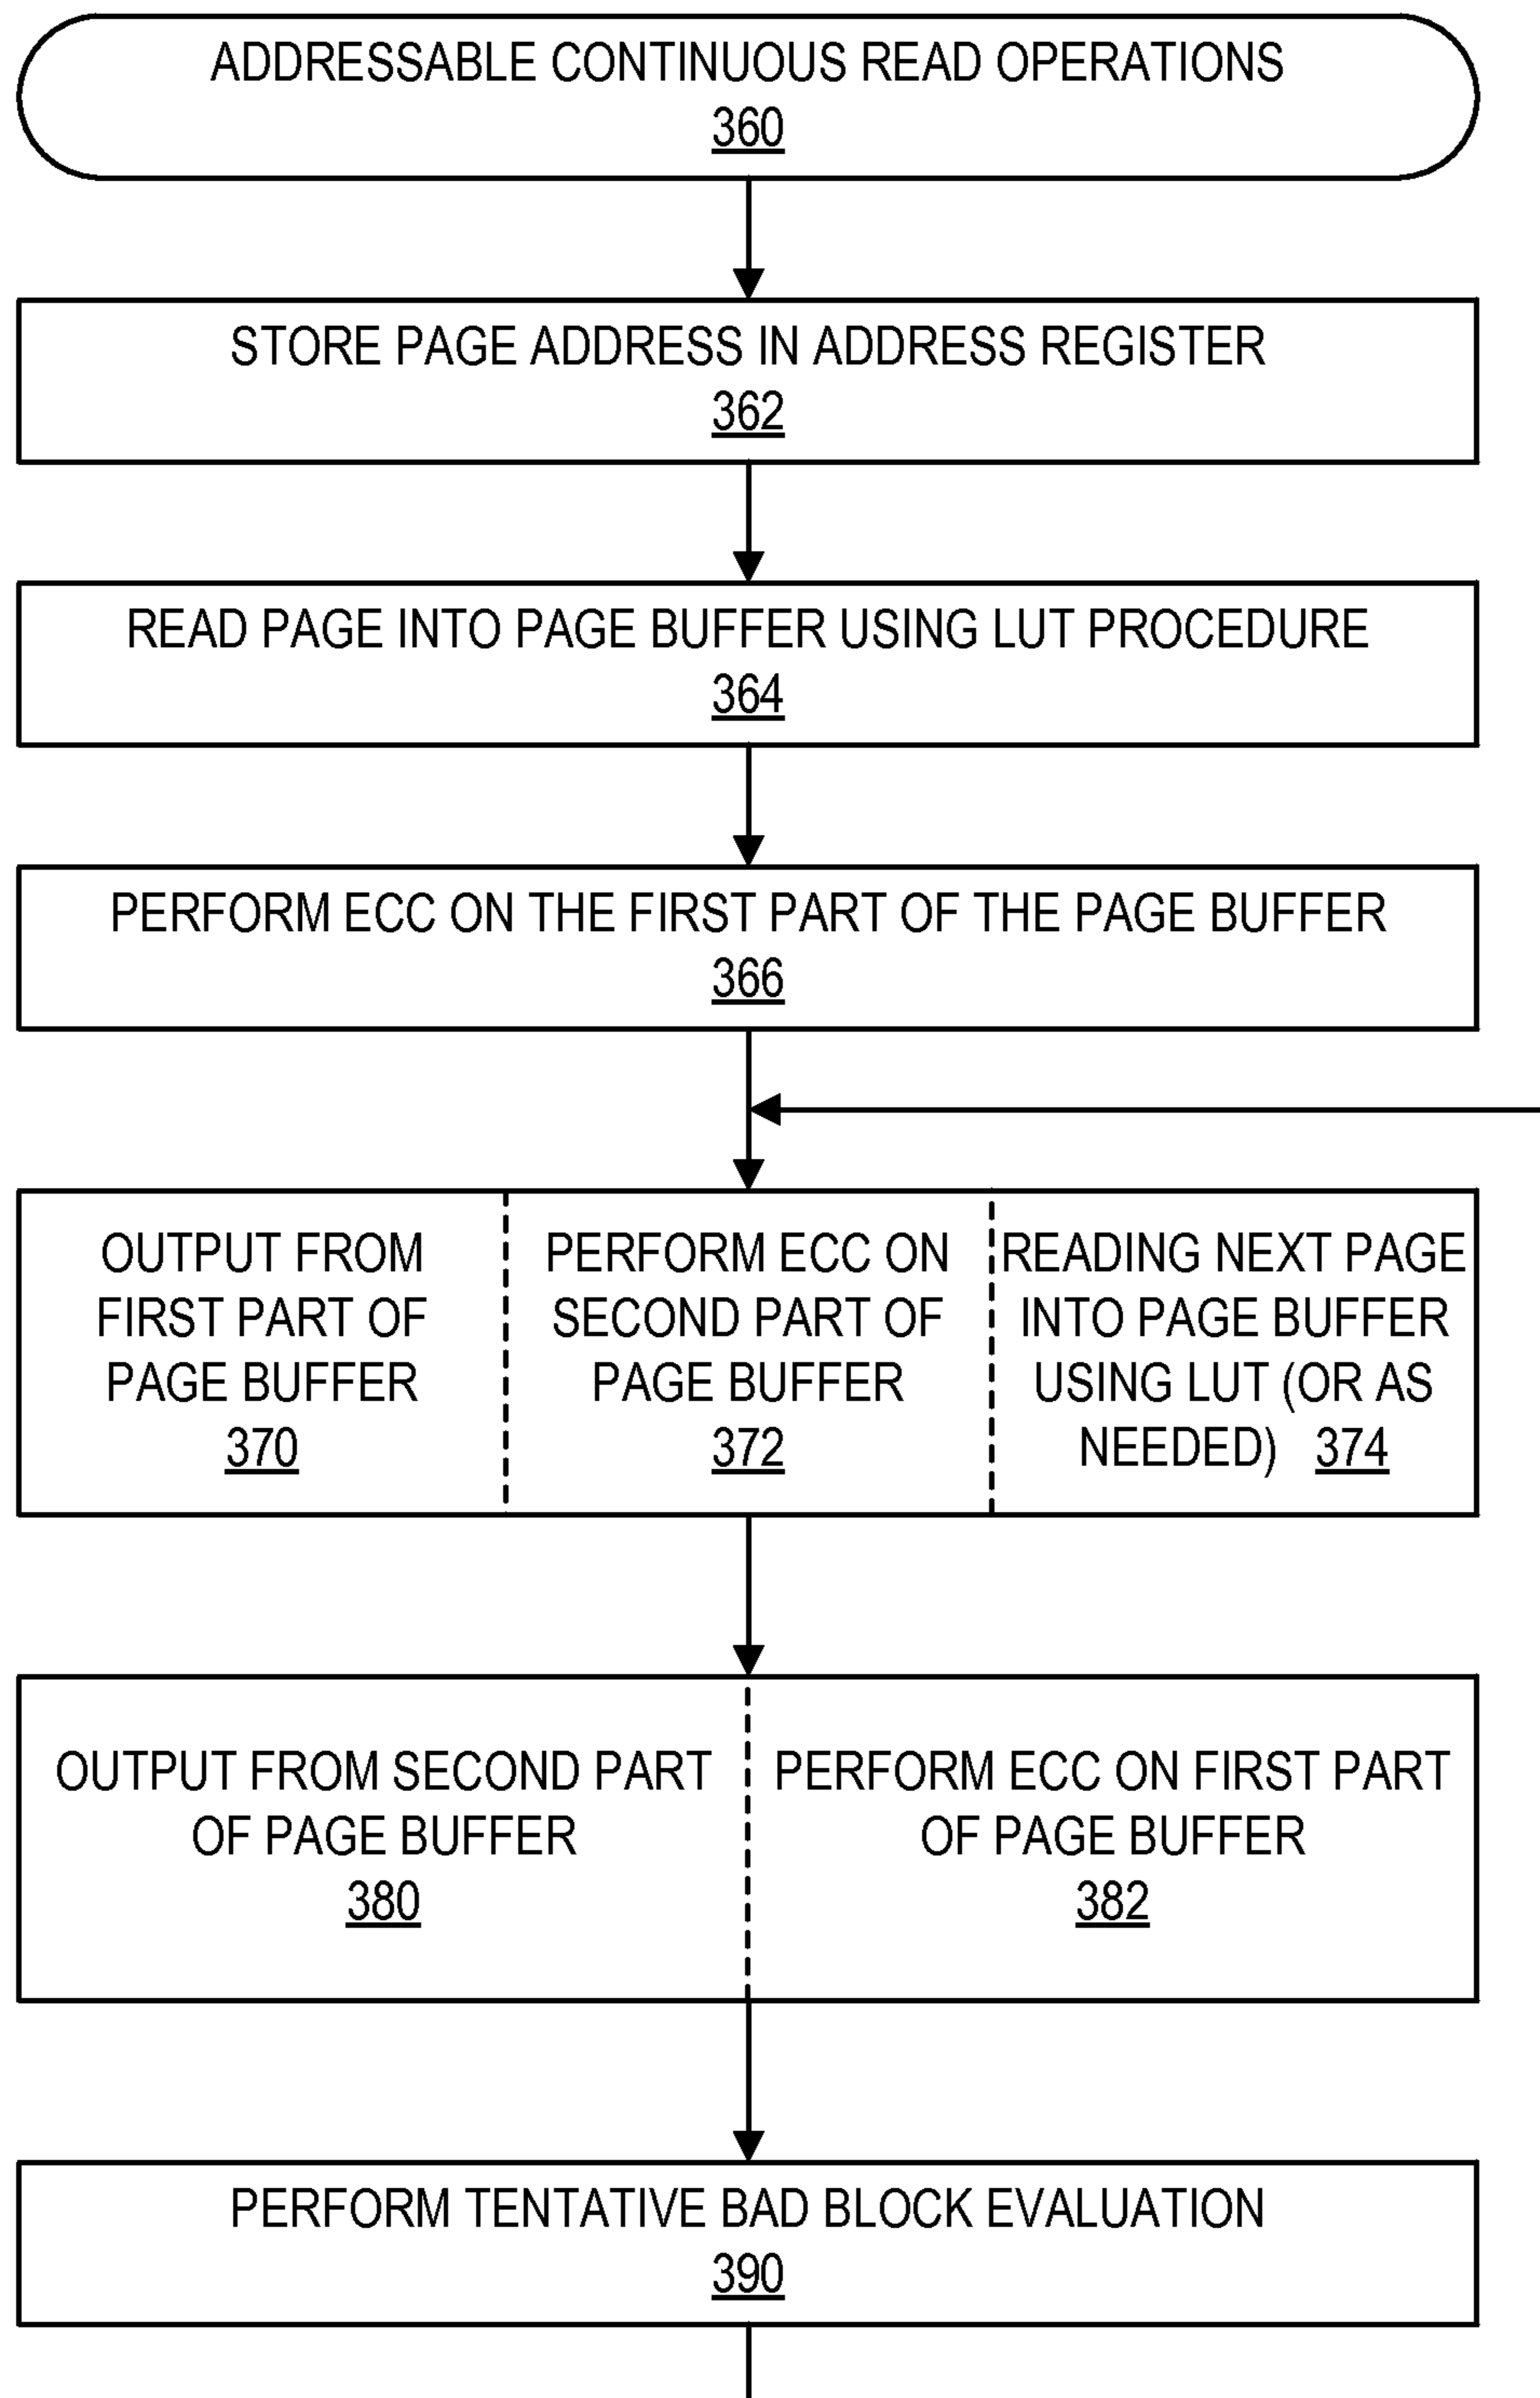 ADDRESSABLE CONTINUOUS READ OPERATIONS
360
STORE PAGE ADDRESS IN ADDRESS REGISTER
362
READ PAGE INTO PAGE BUFFER USING LUT PROCEDURE
364
PERFORM ECC ON THE FIRST PART OF THE PAGE BUFFER
366
OUTPUT FROM
FIRST PART OF
PAGE BUFFER
370
PERFORM ECC ON
SECOND PART OF
PAGE BUFFER
372
READING NEXT PAGE
INTO PAGE BUFFER
USING LUT (OR AS
NEEDED) 374
OUTPUT FROM SECOND PART
OF PAGE BUFFER
380
PERFORM ECC ON FIRST PART
OF PAGE BUFFER
382
PERFORM TENTATIVE BAD BLOCK EVALUATION
390